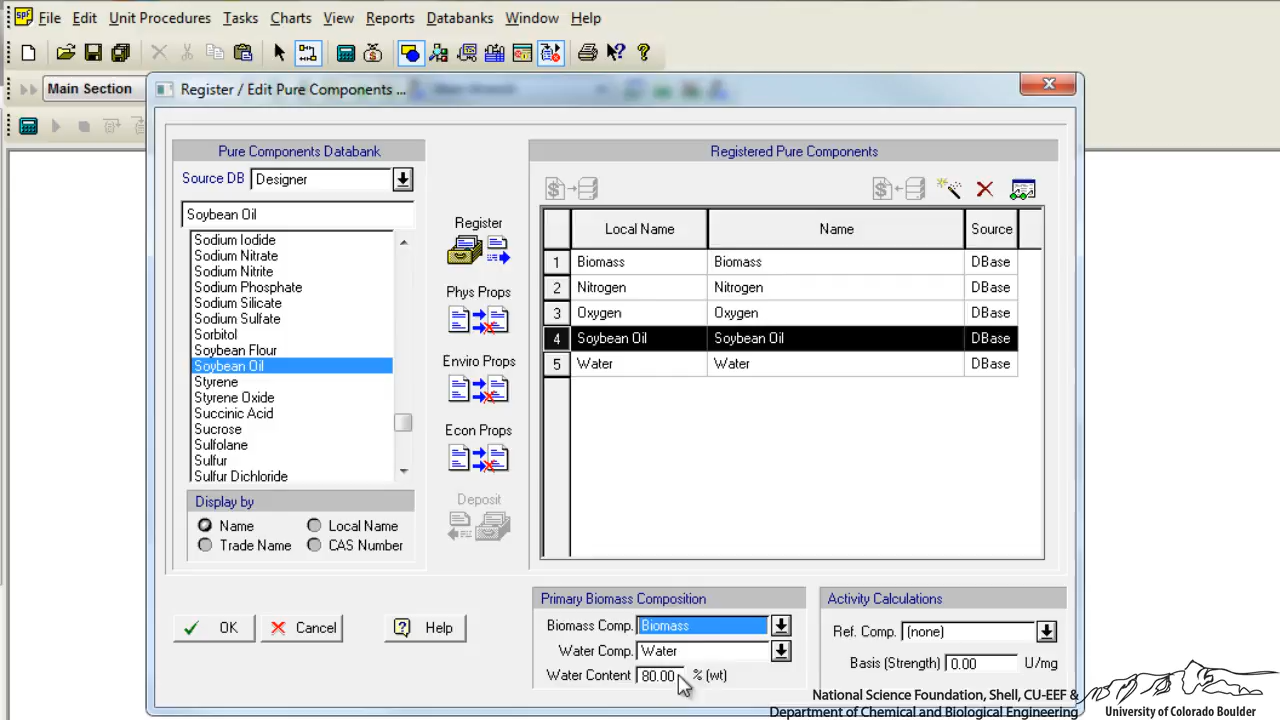 spf File Edit Unit Procedures Tasks Charts View Reports Databanks Window Help
Main Section
Register / Edit Pure Components ...
Pure Components Databank
Source DB Designer
Soybean Oil
Sodium Iodide
Sodium Nitrate
Sodium Nitrite
Sodium Phosphate
Sodium Silicate
Sodium Sulfate
Sorbitol
Soybean Flour
Soybean Oil
Styrene
Styrene Oxide
Succinic Acid
Sucrose
Sulfolane
Sulfur
Sulfur Dichloride
Display by
Name Local Name
Trade Name CAS Number
Register
Phys Props
Enviro Props
Econ Props
Deposit
Registered Pure Components
Local Name Name Source
1 Biomass Biomass DBase
2 Nitrogen Nitrogen DBase
3 Oxygen Oxygen DBase
4 Soybean Oil Soybean Oil DBase
5 Water Water DBase
OK Cancel Help
Primary Biomass Composition
Biomass Comp. Biomass
Water Comp. Water
Water Content 80.00 % (wt)
Activity Calculations
Ref. Comp. (none)
Basis (Strength) 0.00 U/mg
National Science Foundation, Shell, CU-EEF &
Department of Chemical and Biological Engineering
University of Colorado Boulder